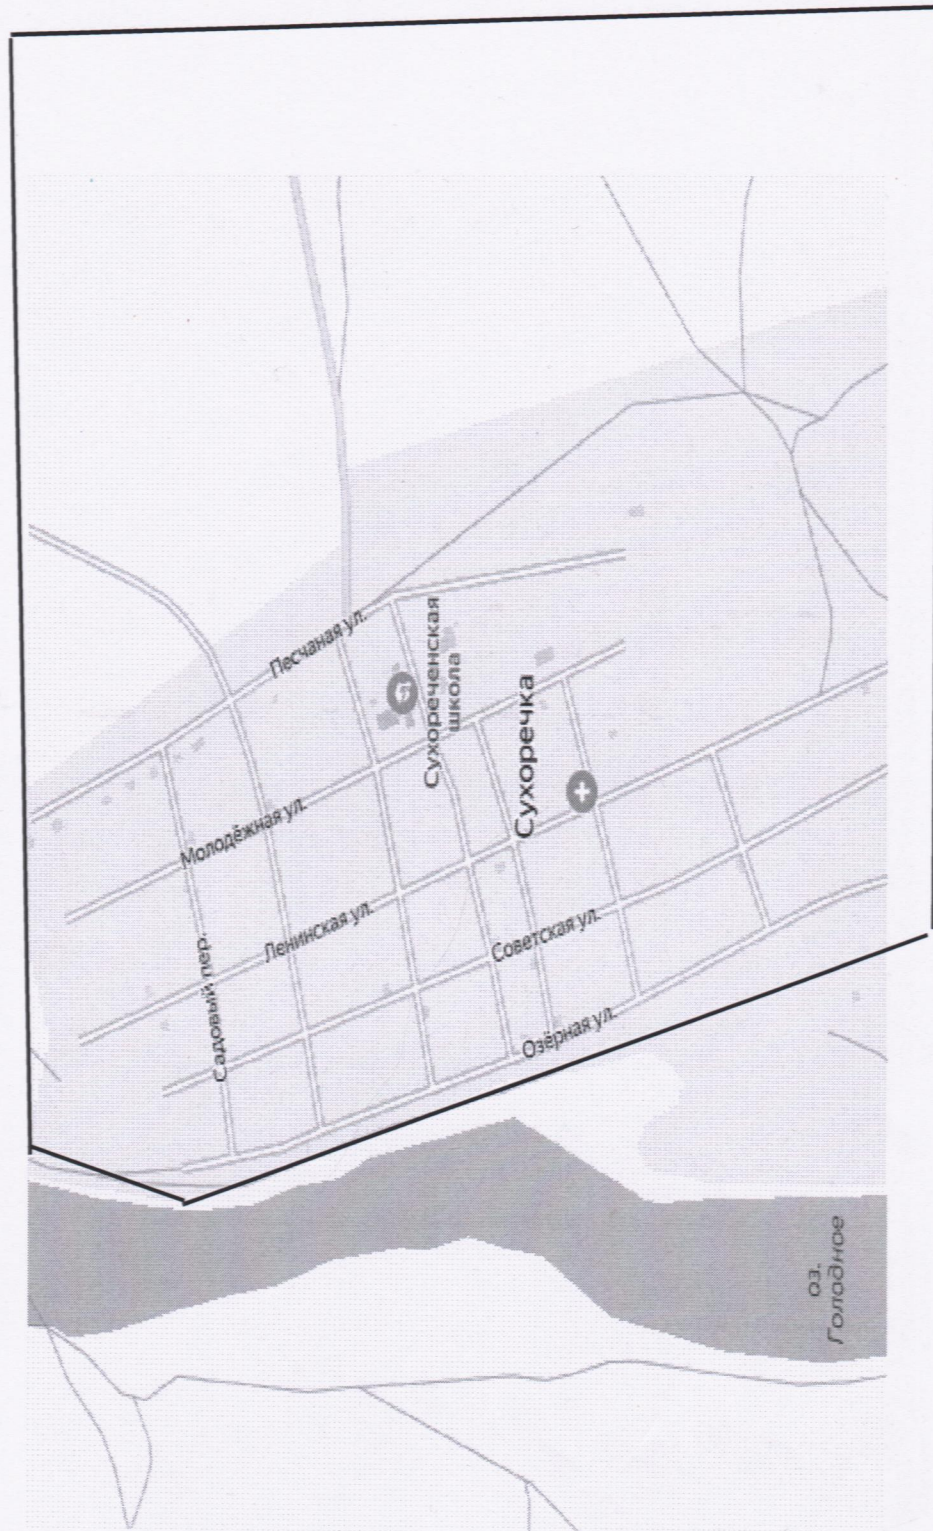 Песчаная ул.
Сухореченская
школа
Молодёжная ул.
Сухоречка
Ленинская ул.
Советская ул.
Садовый пер.
Озёрная ул.
оз.
Голодное